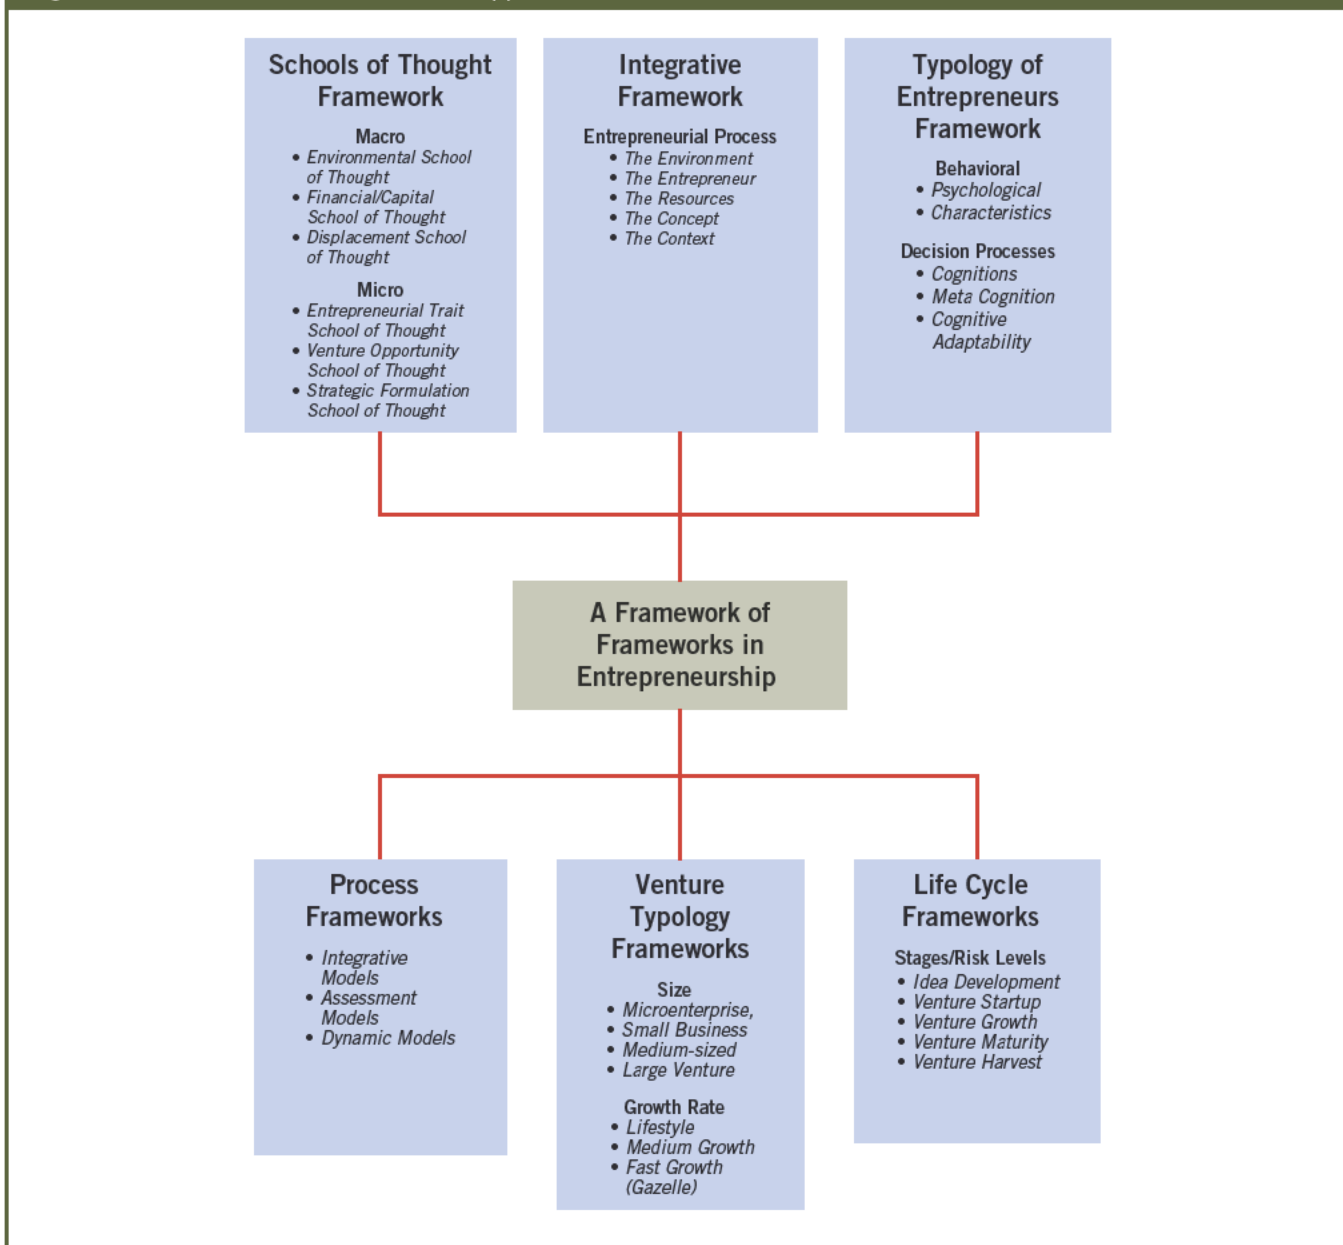 Schools of Thought
Framework
Macro
• Environmental School
of Thought
• Financial/Capital
School of Thought
• Displacement School
of Thought
Micro
• Entrepreneurial Trait
School of Thought
• Venture Opportunity
School of Thought
• Strategic Formulation
School of Thought
Integrative
Framework
Entrepreneurial Process
• The Environment
• The Entrepreneur
• The Resources
• The Concept
• The Context
Typology of
Entrepreneurs
Framework
Behavioral
• Psychological
• Characteristics
Decision Processes
• Cognitions
• Meta Cognition
• Cognitive
Adaptability
A Framework of
Frameworks in
Entrepreneurship
Process
Frameworks
• Integrative
Models
• Assessment
Models
• Dynamic Models
Venture
Typology
Frameworks
Size
• Microenterprise,
• Small Business
• Medium-sized
• Large Venture
Growth Rate
• Lifestyle
• Medium Growth
• Fast Growth
(Gazelle)
Life Cycle
Frameworks
Stages/Risk Levels
• Idea Development
• Venture Startup
• Venture Growth
• Venture Maturity
• Venture Harvest